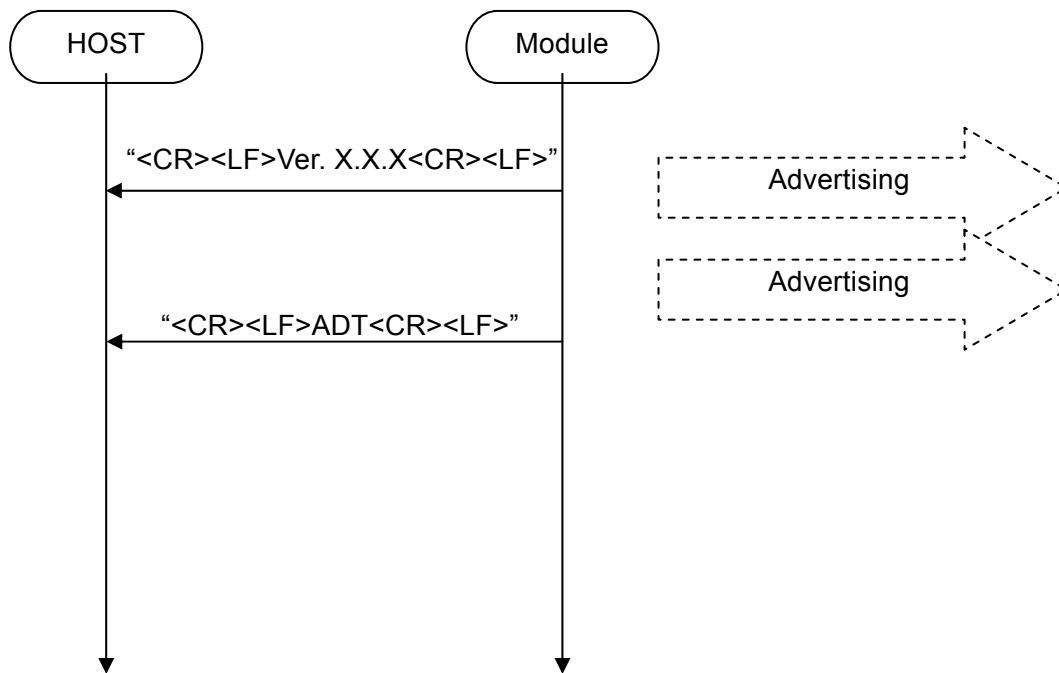 HOST
Module
“<CR><LF>Ver. X.X.X<CR><LF>”
Advertising
Advertising
“<CR><LF>ADT<CR><LF>”